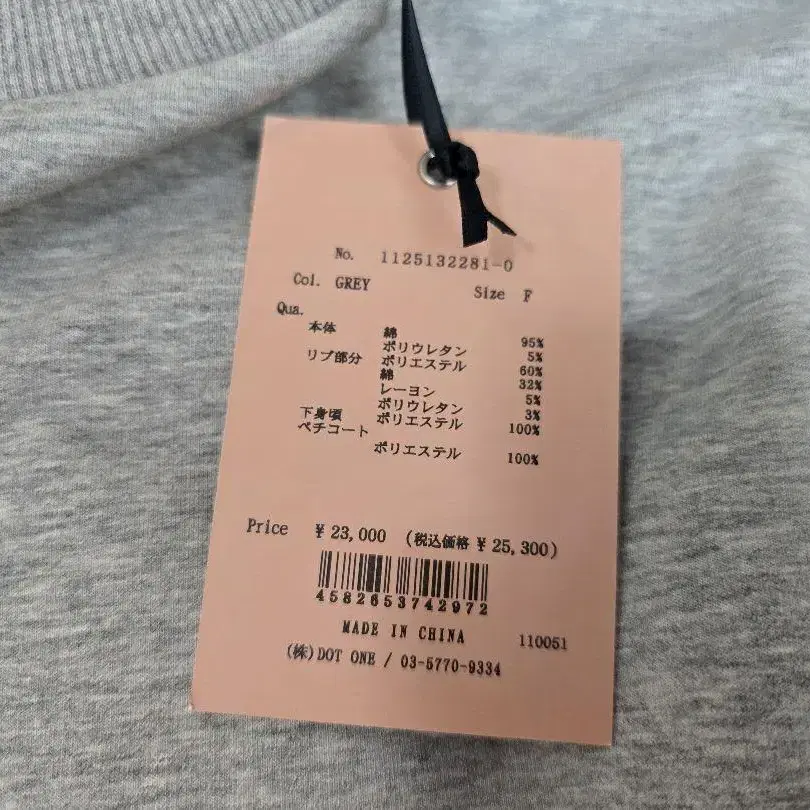 No. 1125132281-0
Col. GREY Size F
Qua.
本体 綿 95%
ポリウレタン 5%
リブ部分 ポリエステル 60%
綿 32%
レーヨン 5%
ポリウレタン 3%
下身頃 ポリエステル 100%
ペチコート
ポリエステル 100%
Price ¥23,000 (税込価格 ¥25,300)
4582653742972
MADE IN CHINA 110051
(株)DOT ONE / 03-5770-9334